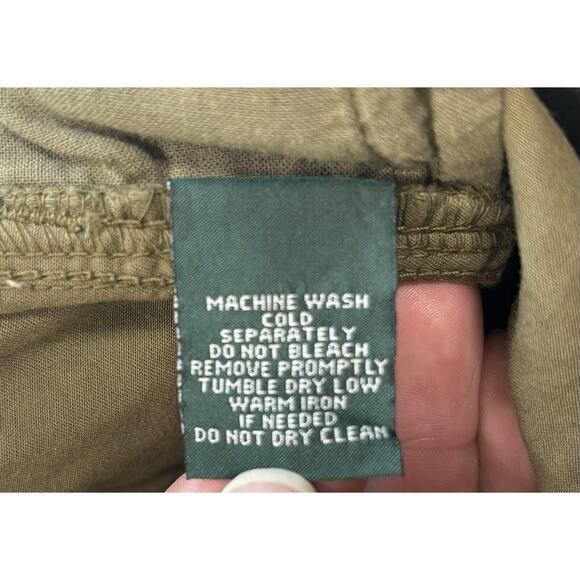 MACHINE WASH
COLD
SEPARATELY
DO NOT BLEACH
REMOVE PROMPTLY
TUMBLE DRY LOW
WARM IRON
IF NEEDED
DO NOT DRY CLEAN